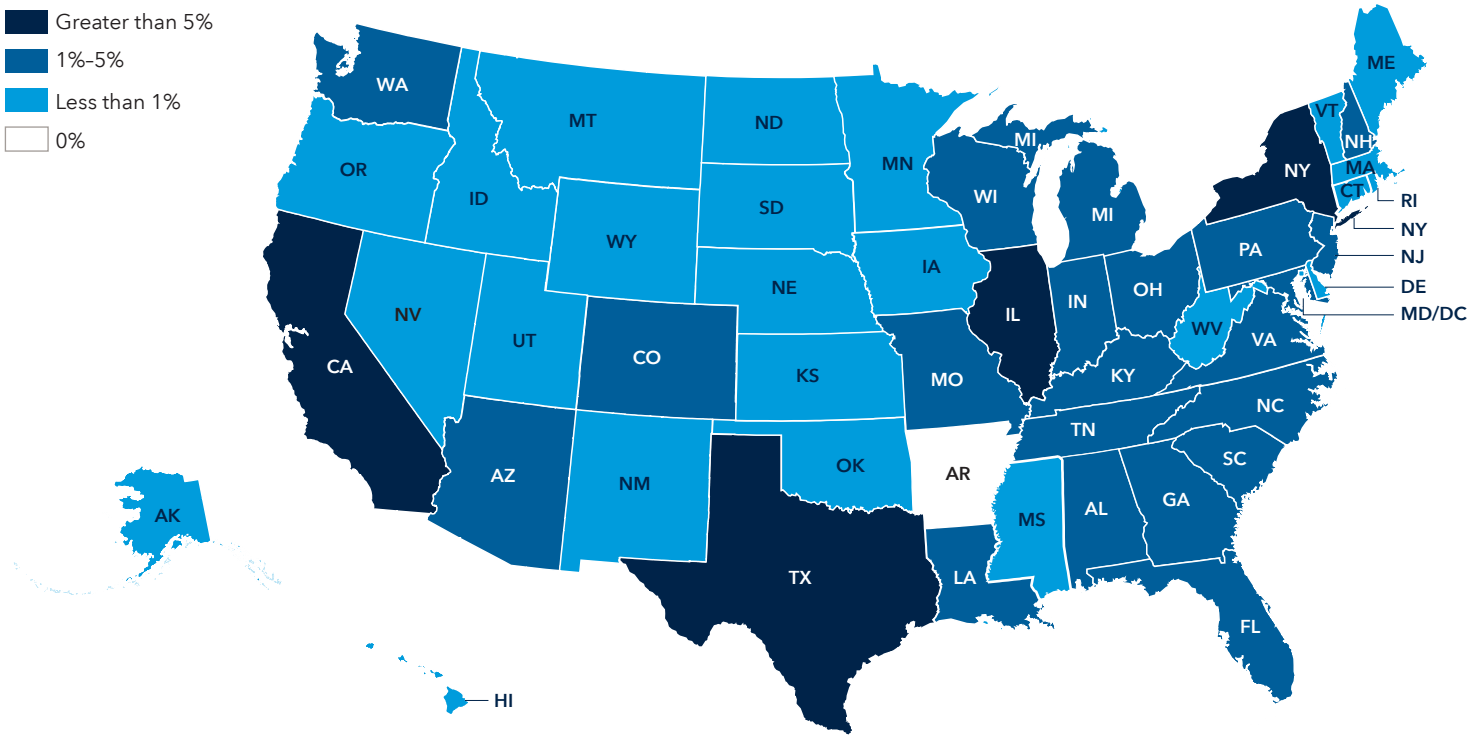 Greater than 5%
1%–5%
Less than 1%
0%
WA
MT
ND
MN
MI
ME
VT
NH
OR
ID
SD
WI
MI
NY
MA
CT
RI
NY
WY
IA
PA
NJ
NE
OH
DE
NV
UT
CO
IL
IN
WV
VA
MD/DC
CA
KS
MO
KY
NC
TN
AZ
NM
OK
AR
SC
GA
AK
MS
AL
TX
LA
FL
HI